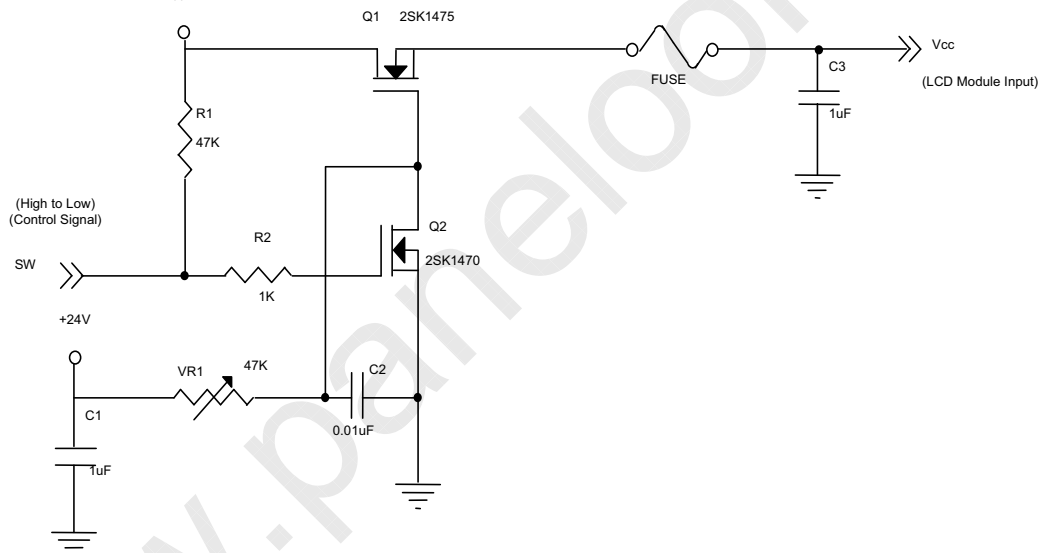 Q1 2SK1475
Vcc
FUSE
C3
(LCD Module Input)
R1
1uF
47K
(High to Low)
(Control Signal)
Q2
R2
SW
2SK1470
1K
+24V
VR1
47K
C2
C1
0.01uF
1uF
w.paneloo